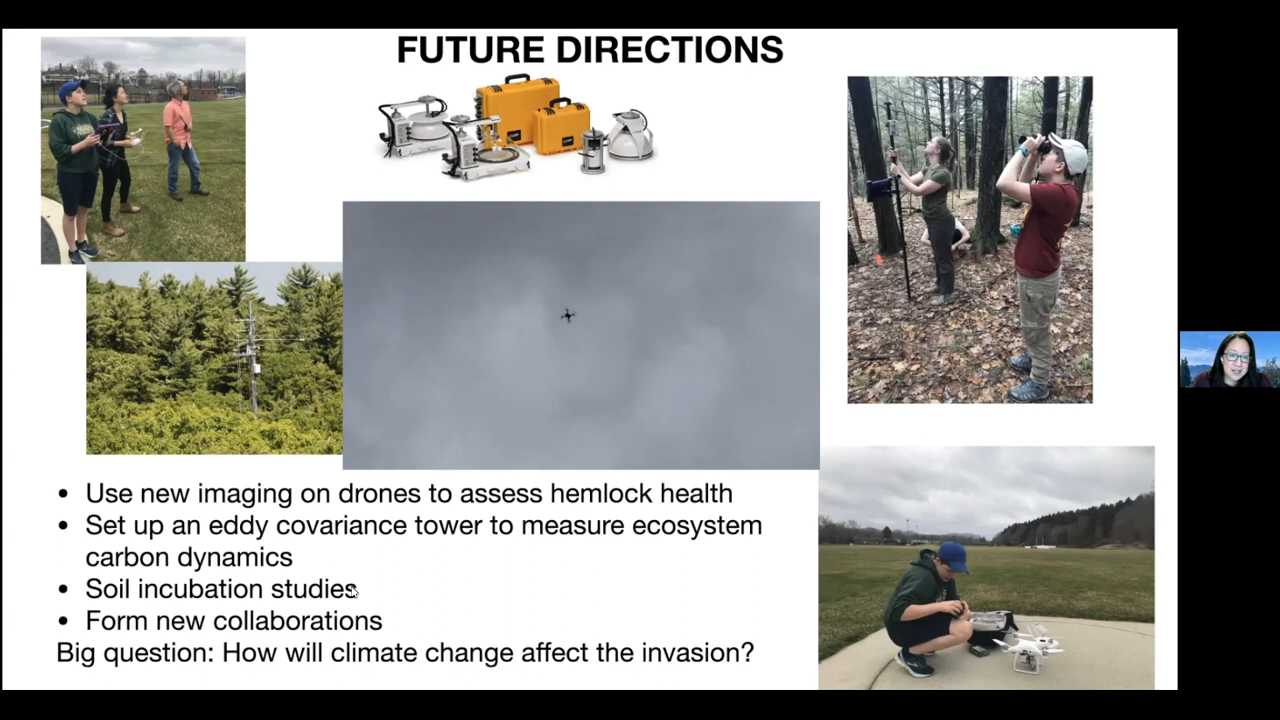 FUTURE DIRECTIONS
• Use new imaging on drones to assess hemlock health
• Set up an eddy covariance tower to measure ecosystem
carbon dynamics
• Soil incubation studies
• Form new collaborations
Big question: How will climate change affect the invasion?